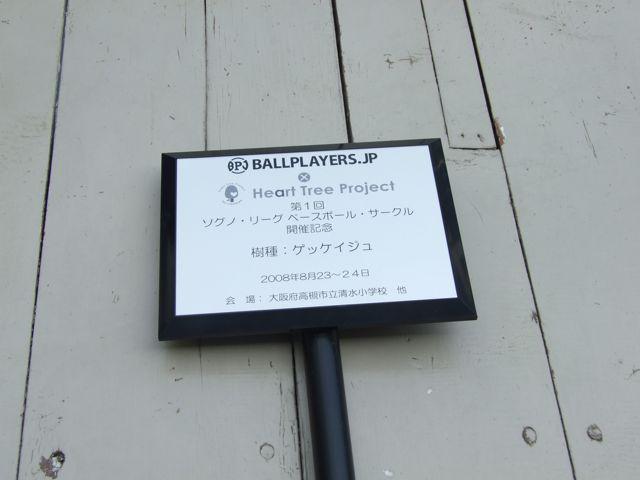 BPJ BALLPLAYERS.JP
×
Heart Tree Project
第１回
ソグノ・リーグ ベースボール・サークル
開催記念
樹種：ゲッケイジュ
2008年8月23～２４日
会　場： 大阪府高槻市立清水小学校　他